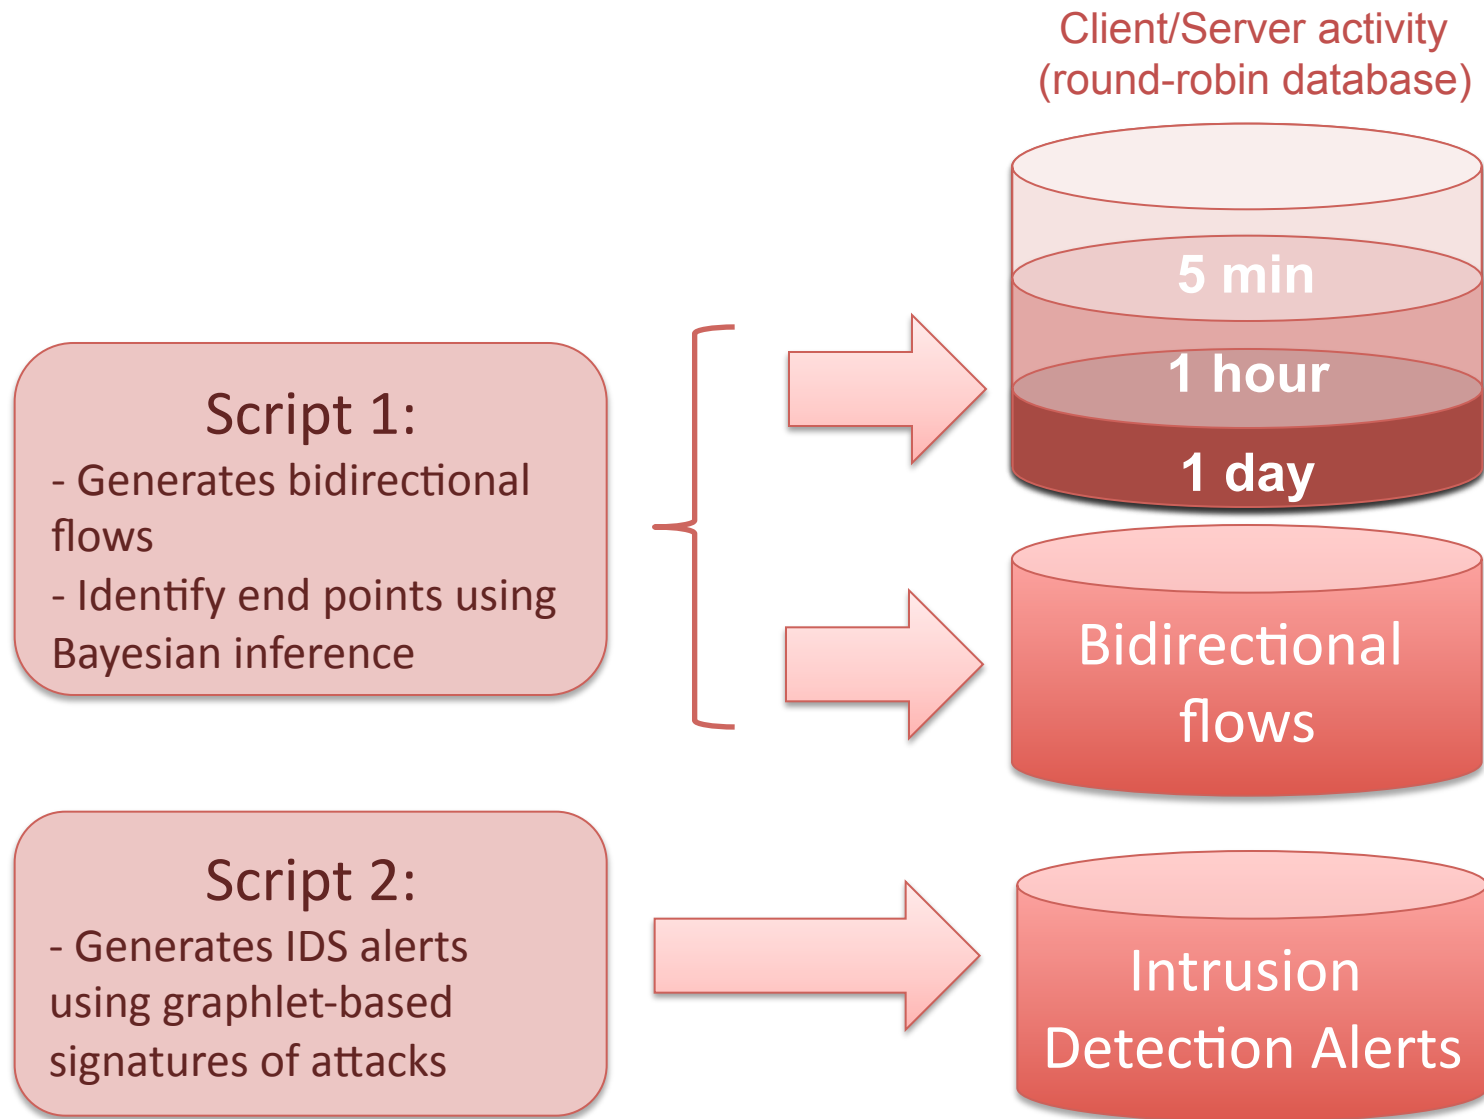 Client/Server activity
(round-robin database)
5 min
1 hour
1 day
Script 1:
- Generates bidirectional
flows
- Identify end points using
Bayesian inference
Bidirectional
flows
Script 2:
- Generates IDS alerts
using graphlet-based
signatures of attacks
Intrusion
Detection Alerts